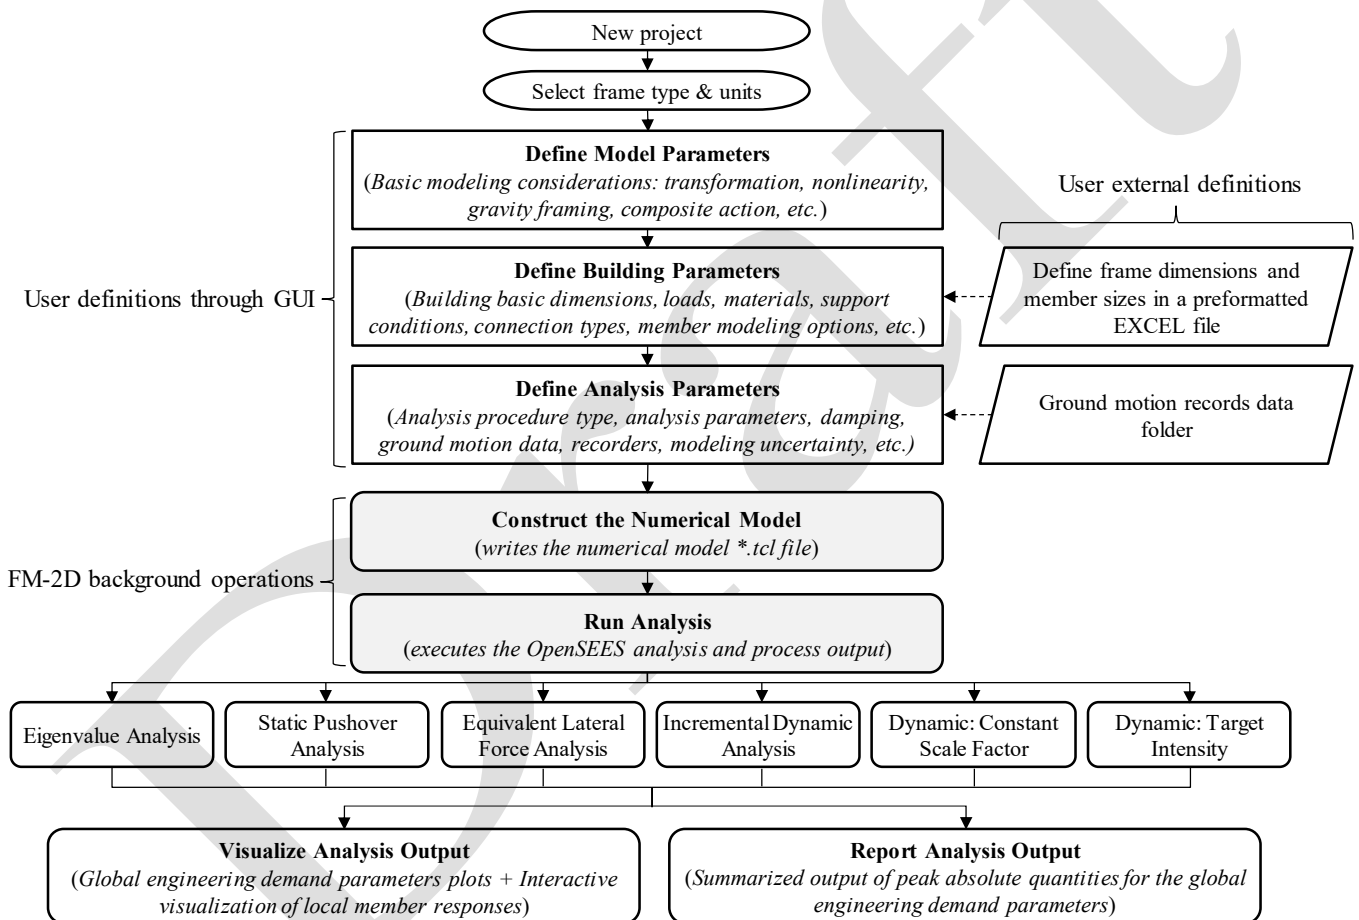 New project
Select frame type & units
Define Model Parameters
(Basic modeling considerations: transformation, nonlinearity,
gravity framing, composite action, etc.)
User external definitions
User definitions through GUI
Define Building Parameters
(Building basic dimensions, loads, materials, support
conditions, connection types, member modeling options, etc.)
Define frame dimensions and
member sizes in a preformatted
EXCEL file
Define Analysis Parameters
(Analysis procedure type, analysis parameters, damping,
ground motion data, recorders, modeling uncertainty, etc.)
Ground motion records data
folder
FM-2D background operations
Construct the Numerical Model
(writes the numerical model *.tcl file)
Run Analysis
(executes the OpenSEES analysis and process output)
Eigenvalue Analysis
Static Pushover
Analysis
Equivalent Lateral
Force Analysis
Incremental Dynamic
Analysis
Dynamic: Constant
Scale Factor
Dynamic: Target
Intensity
Visualize Analysis Output
(Global engineering demand parameters plots + Interactive
visualization of local member responses)
Report Analysis Output
(Summarized output of peak absolute quantities for the global
engineering demand parameters)
Draft